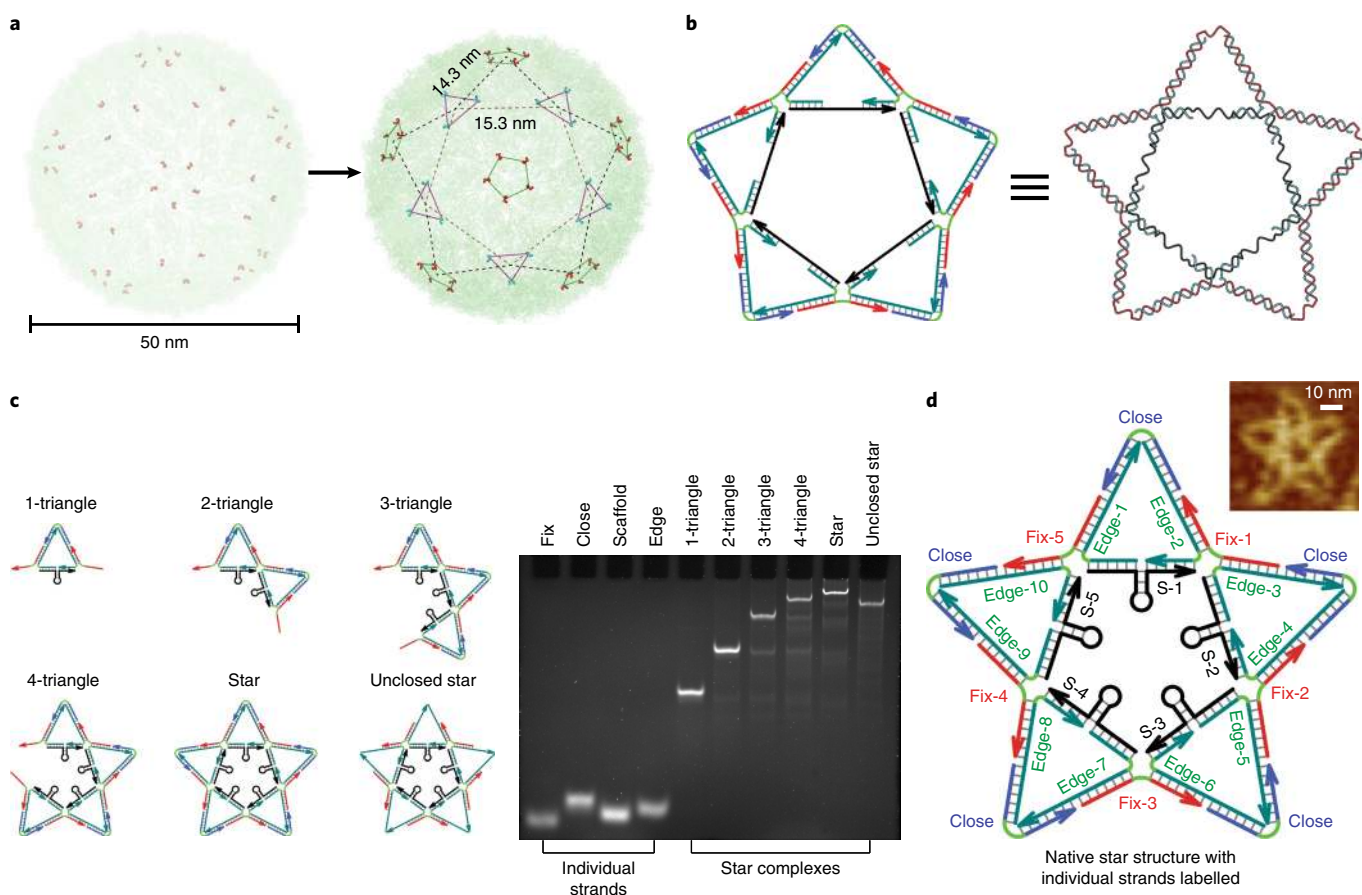 a
14.3 nm
15.3 nm
50 nm
b
c
1-triangle
2-triangle
3-triangle
4-triangle
Star
Unclosed star
Fix
Close
Scaffold
Edge
1-triangle
2-triangle
3-triangle
4-triangle
Star
Unclosed star
Individual
strands
Star complexes
d
10 nm
Close
Edge-1
Edge-2
Fix-5
Fix-1
Close
Close
Edge-10
S-1
Edge-3
S-5
Edge-9
S-2
Edge-4
Fix-4
S-4
Fix-2
S-3
Edge-8
Edge-5
Edge-7
Edge-6
Fix-3
Close
Close
Native star structure with
individual strands labelled